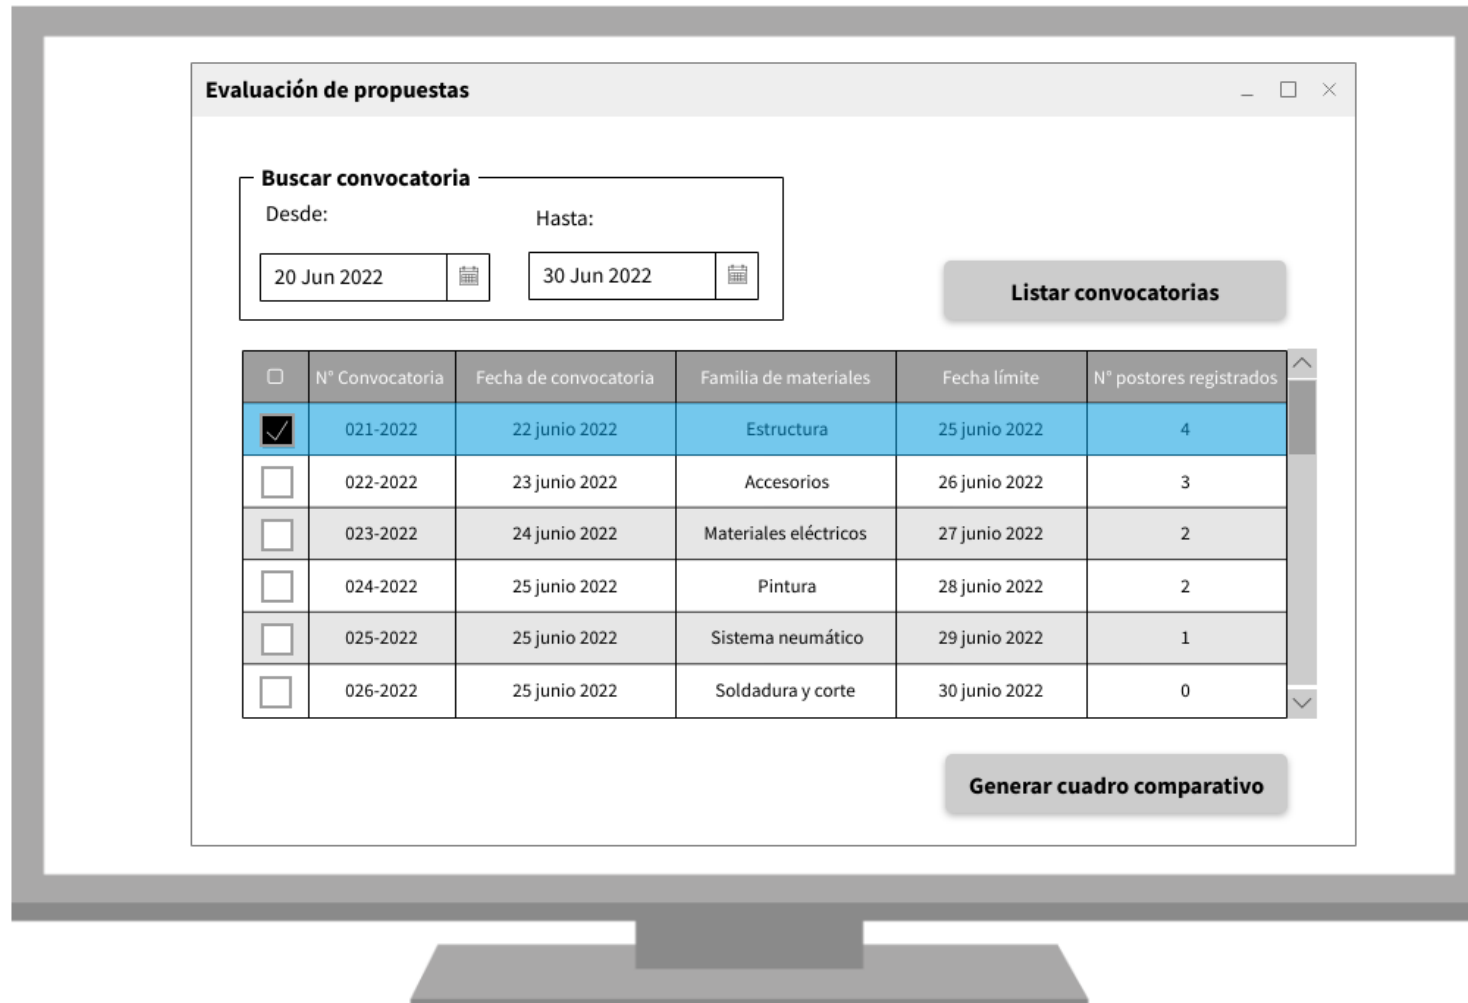 Evaluación de propuestas
Buscar convocatoria
Desde:
Hasta:
20 Jun 2022
30 Jun 2022
Listar convocatorias
N° Convocatoria Fecha de convocatoria Familia de materiales Fecha límite N° postores registrados
021-2022 22 junio 2022 Estructura 25 junio 2022 4
022-2022 23 junio 2022 Accesorios 26 junio 2022 3
023-2022 24 junio 2022 Materiales eléctricos 27 junio 2022 2
024-2022 25 junio 2022 Pintura 28 junio 2022 2
025-2022 25 junio 2022 Sistema neumático 29 junio 2022 1
026-2022 25 junio 2022 Soldadura y corte 30 junio 2022 0
Generar cuadro comparativo